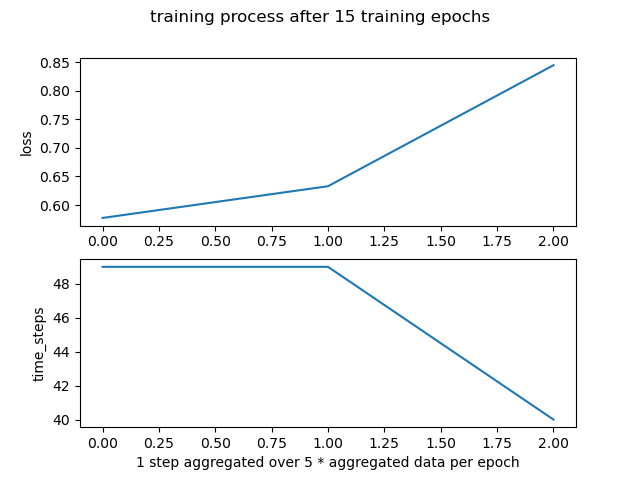 training process after 15 training epochs
0.85
0.80
0.75
0.70
0.65
0.60
loss
0.00 0.25 0.50 0.75 1.00 1.25 1.50 1.75 2.00
48
46
44
42
40
time_steps
0.00 0.25 0.50 0.75 1.00 1.25 1.50 1.75 2.00
1 step aggregated over 5 * aggregated data per epoch